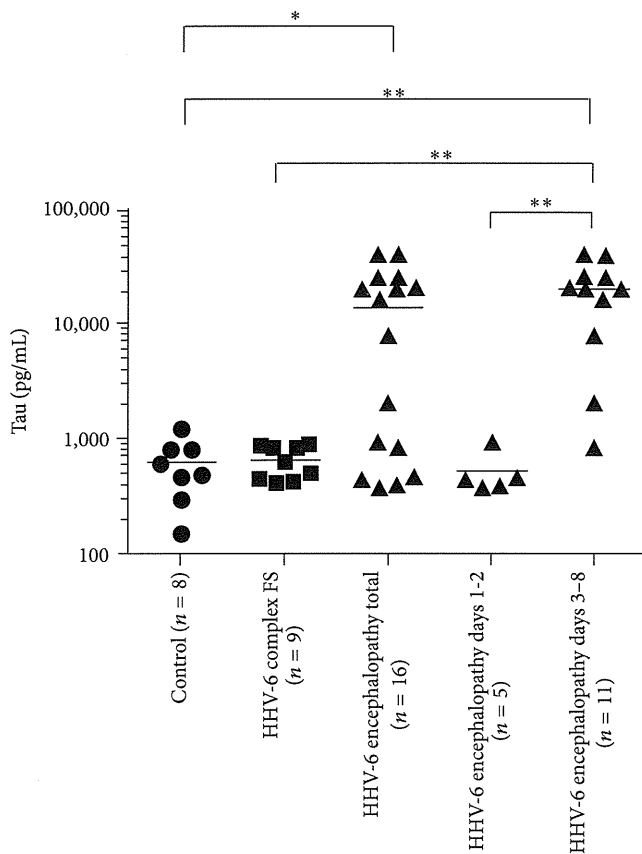 *
**
**
**
100,000
10,000
1,000
100
Tau (pg/mL)
Control (n = 8)
HHV-6 complex FS
(n = 9)
HHV-6 encephalopathy total
(n = 16)
HHV-6 encephalopathy days 1-2
(n = 5)
HHV-6 encephalopathy days 3–8
(n = 11)